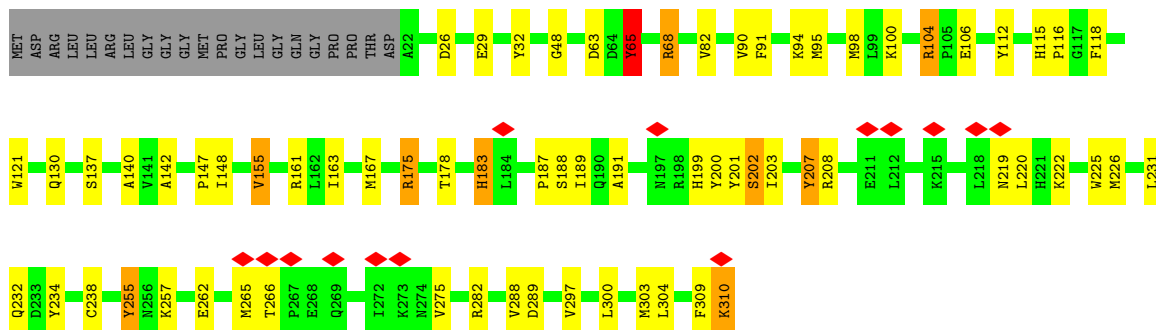 MET ASP ARG LEU LEU ARG LEU GLY GLY GLY MET PRO GLY LEU GLY GLN GLY PRO PRO THR ASP A22 D26 E29 Y32 G48 D63 D64 Y65 R68 V82 V90 F91 K94 M95 M98 L99 K100 R104 P105 E106 Y112 H115 P116 G117 F118
W121 Q130 S137 A140 V141 A142 P147 I148 V155 R161 L162 I163 M167 R175 T178 H183 L184 P187 S188 I189 Q190 A191 N197 R198 H199 Y200 Y201 S202 I203 Y207 R208 E211 L212 K215 L218 N219 L220 H221 K222 W225 M226 L231
Q232 D233 Y234 C238 Y255 N256 K257 E262 M265 T266 P267 E268 Q269 I272 K273 N274 V275 R282 V288 D289 V297 L300 M303 L304 F309 K310